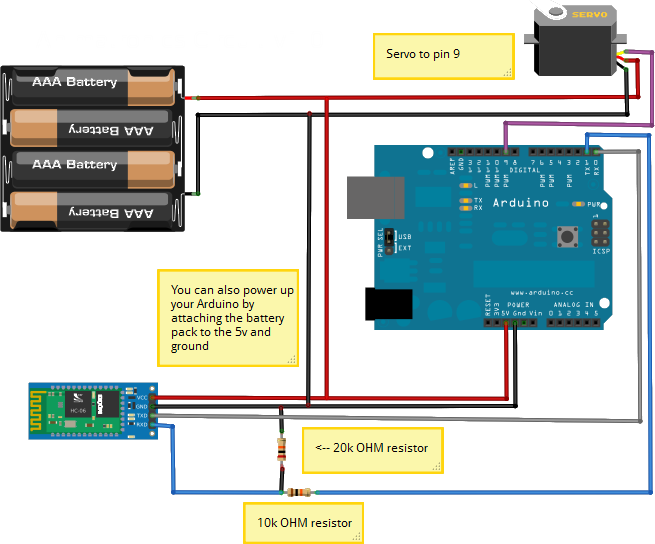 SERVO
Servo to pin 9
AAA Battery
AAA Battery
AAA Battery
AAA Battery
AREF
GND
13
12
PWM
11
PWM
10
PWM
9
8
7
PWM
6
PWM
5
4
PWM
3
2
TX
1
RX
0
DIGITAL
L
TX
RX
Arduino
PWR
ICSP
PWR SEL
USB
EXT
www.arduino.cc
RESET
3V3
5V
Gnd
Vin
POWER
ANALOG IN
0 1 2 3 4 5
You can also power up
your Arduino by
attaching the battery
pack to the 5v and
ground
HC-06
VCC
GND
TXD
RXD
<-- 20k OHM resistor
10k OHM resistor